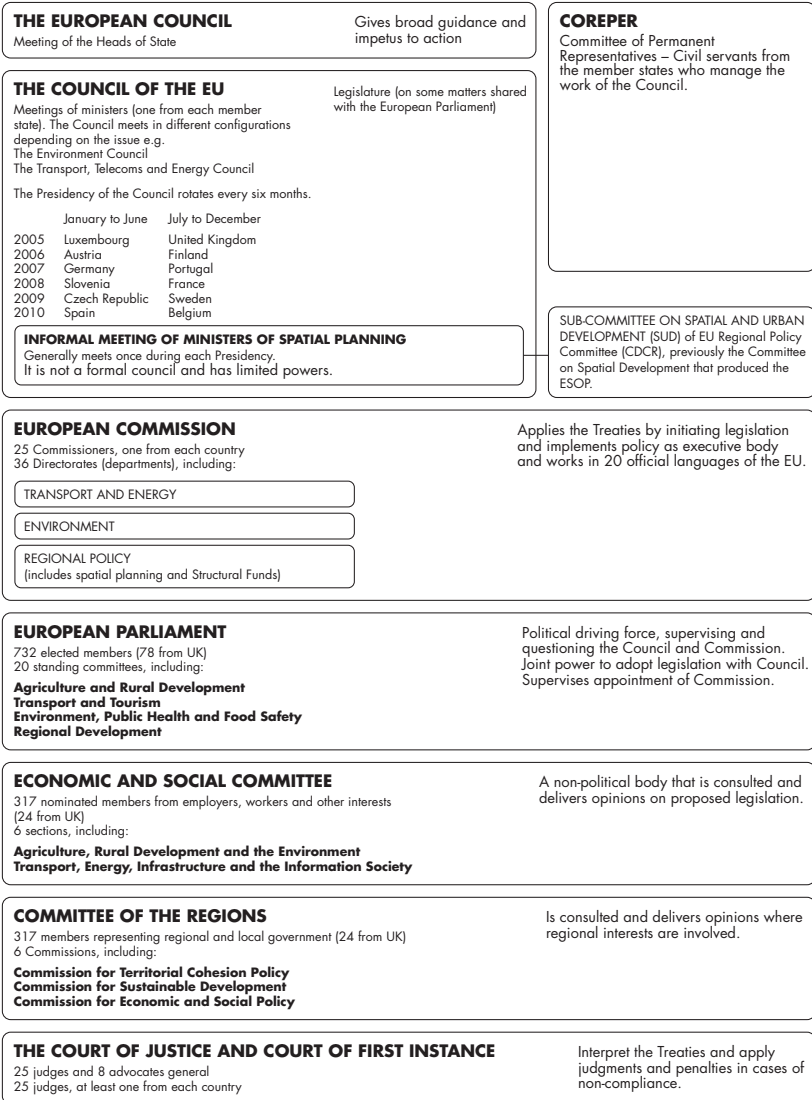 THE EUROPEAN COUNCIL
Meeting of the Heads of State
Gives broad guidance and
impetus to action
COREPER
Committee of Permanent
Representatives – Civil servants from
the member states who manage the
work of the Council.
THE COUNCIL OF THE EU
Meetings of ministers (one from each member
state). The Council meets in different configurations
depending on the issue e.g.
The Environment Council
The Transport, Telecoms and Energy Council
Legislature (on some matters shared
with the European Parliament)
The Presidency of the Council rotates every six months.
January to June July to December
2005 Luxembourg United Kingdom
2006 Austria Finland
2007 Germany Portugal
2008 Slovenia France
2009 Czech Republic Sweden
2010 Spain Belgium
INFORMAL MEETING OF MINISTERS OF SPATIAL PLANNING
Generally meets once during each Presidency.
It is not a formal council and has limited powers.
SUB-COMMITTEE ON SPATIAL AND URBAN
DEVELOPMENT (SUD) of EU Regional Policy
Committee (CDCR), previously the Committee
on Spatial Development that produced the
ESOP.
EUROPEAN COMMISSION
25 Commissioners, one from each country
36 Directorates (departments), including:
Applies the Treaties by initiating legislation
and implements policy as executive body
and works in 20 official languages of the EU.
TRANSPORT AND ENERGY
ENVIRONMENT
REGIONAL POLICY
(includes spatial planning and Structural Funds)
EUROPEAN PARLIAMENT
732 elected members (78 from UK)
20 standing committees, including:
Agriculture and Rural Development
Transport and Tourism
Environment, Public Health and Food Safety
Regional Development
Political driving force, supervising and
questioning the Council and Commission.
Joint power to adopt legislation with Council.
Supervises appointment of Commission.
ECONOMIC AND SOCIAL COMMITTEE
317 nominated members from employers, workers and other interests
(24 from UK)
6 sections, including:
Agriculture, Rural Development and the Environment
Transport, Energy, Infrastructure and the Information Society
A non-political body that is consulted and
delivers opinions on proposed legislation.
COMMITTEE OF THE REGIONS
317 members representing regional and local government (24 from UK)
6 Commissions, including:
Commission for Territorial Cohesion Policy
Commission for Sustainable Development
Commission for Economic and Social Policy
Is consulted and delivers opinions where
regional interests are involved.
THE COURT OF JUSTICE AND COURT OF FIRST INSTANCE
25 judges and 8 advocates general
25 judges, at least one from each country
Interpret the Treaties and apply
judgments and penalties in cases of
non-compliance.